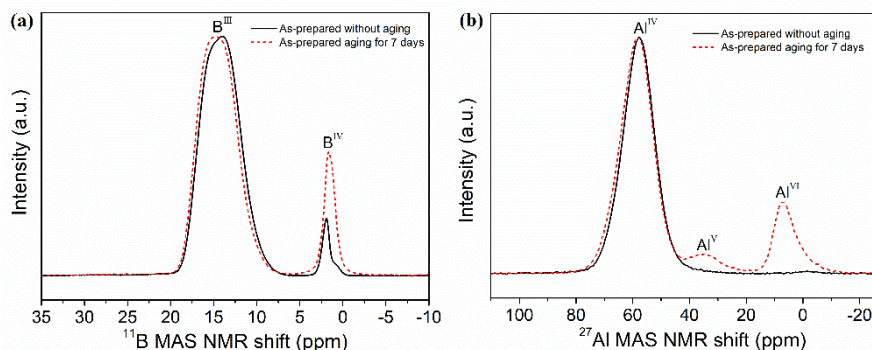 (a)
B^III
As-prepared without aging
As-prepared aging for 7 days
B^IV
Intensity (a.u.)
35 30 25 20 15 10 5 0 -5 -10
^11B MAS NMR shift (ppm)
(b)
Al^IV
As-prepared without aging
As-prepared aging for 7 days
Al^VI
Al^V
Intensity (a.u.)
100 80 60 40 20 0 -20
^27Al MAS NMR shift (ppm)